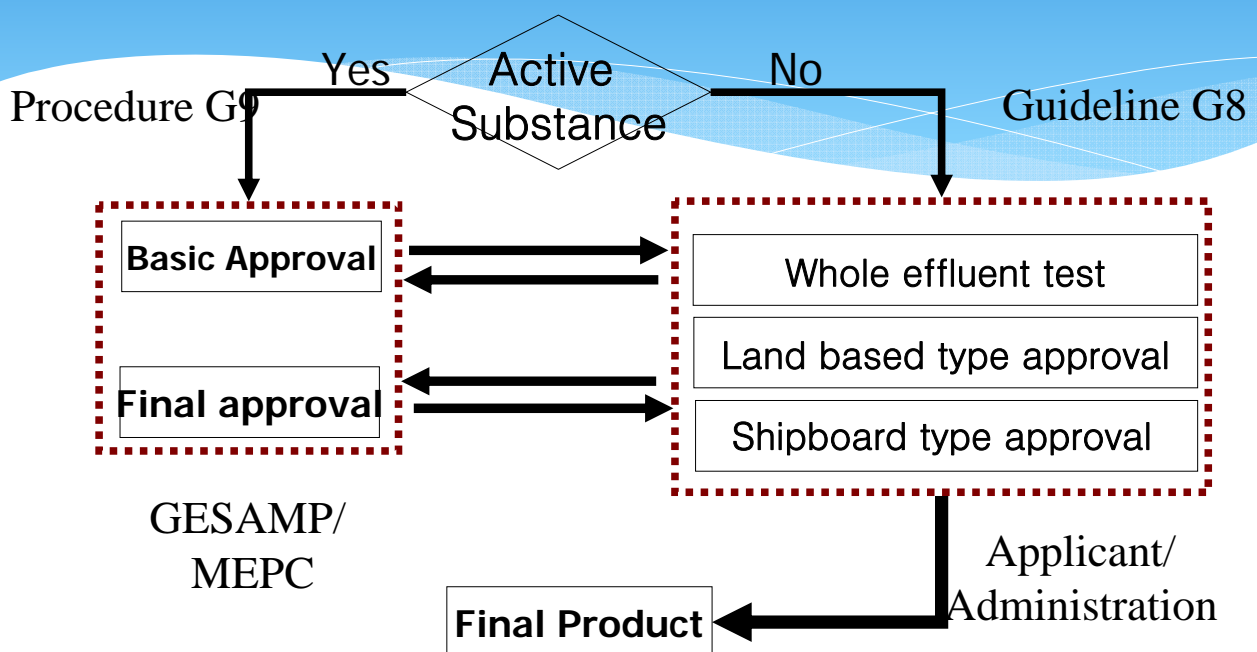 Yes
Active
Substance
No
Procedure G9
Guideline G8
Basic Approval
Final approval
Whole effluent test
Land based type approval
Shipboard type approval
GESAMP/
MEPC
Applicant/
Administration
Final Product